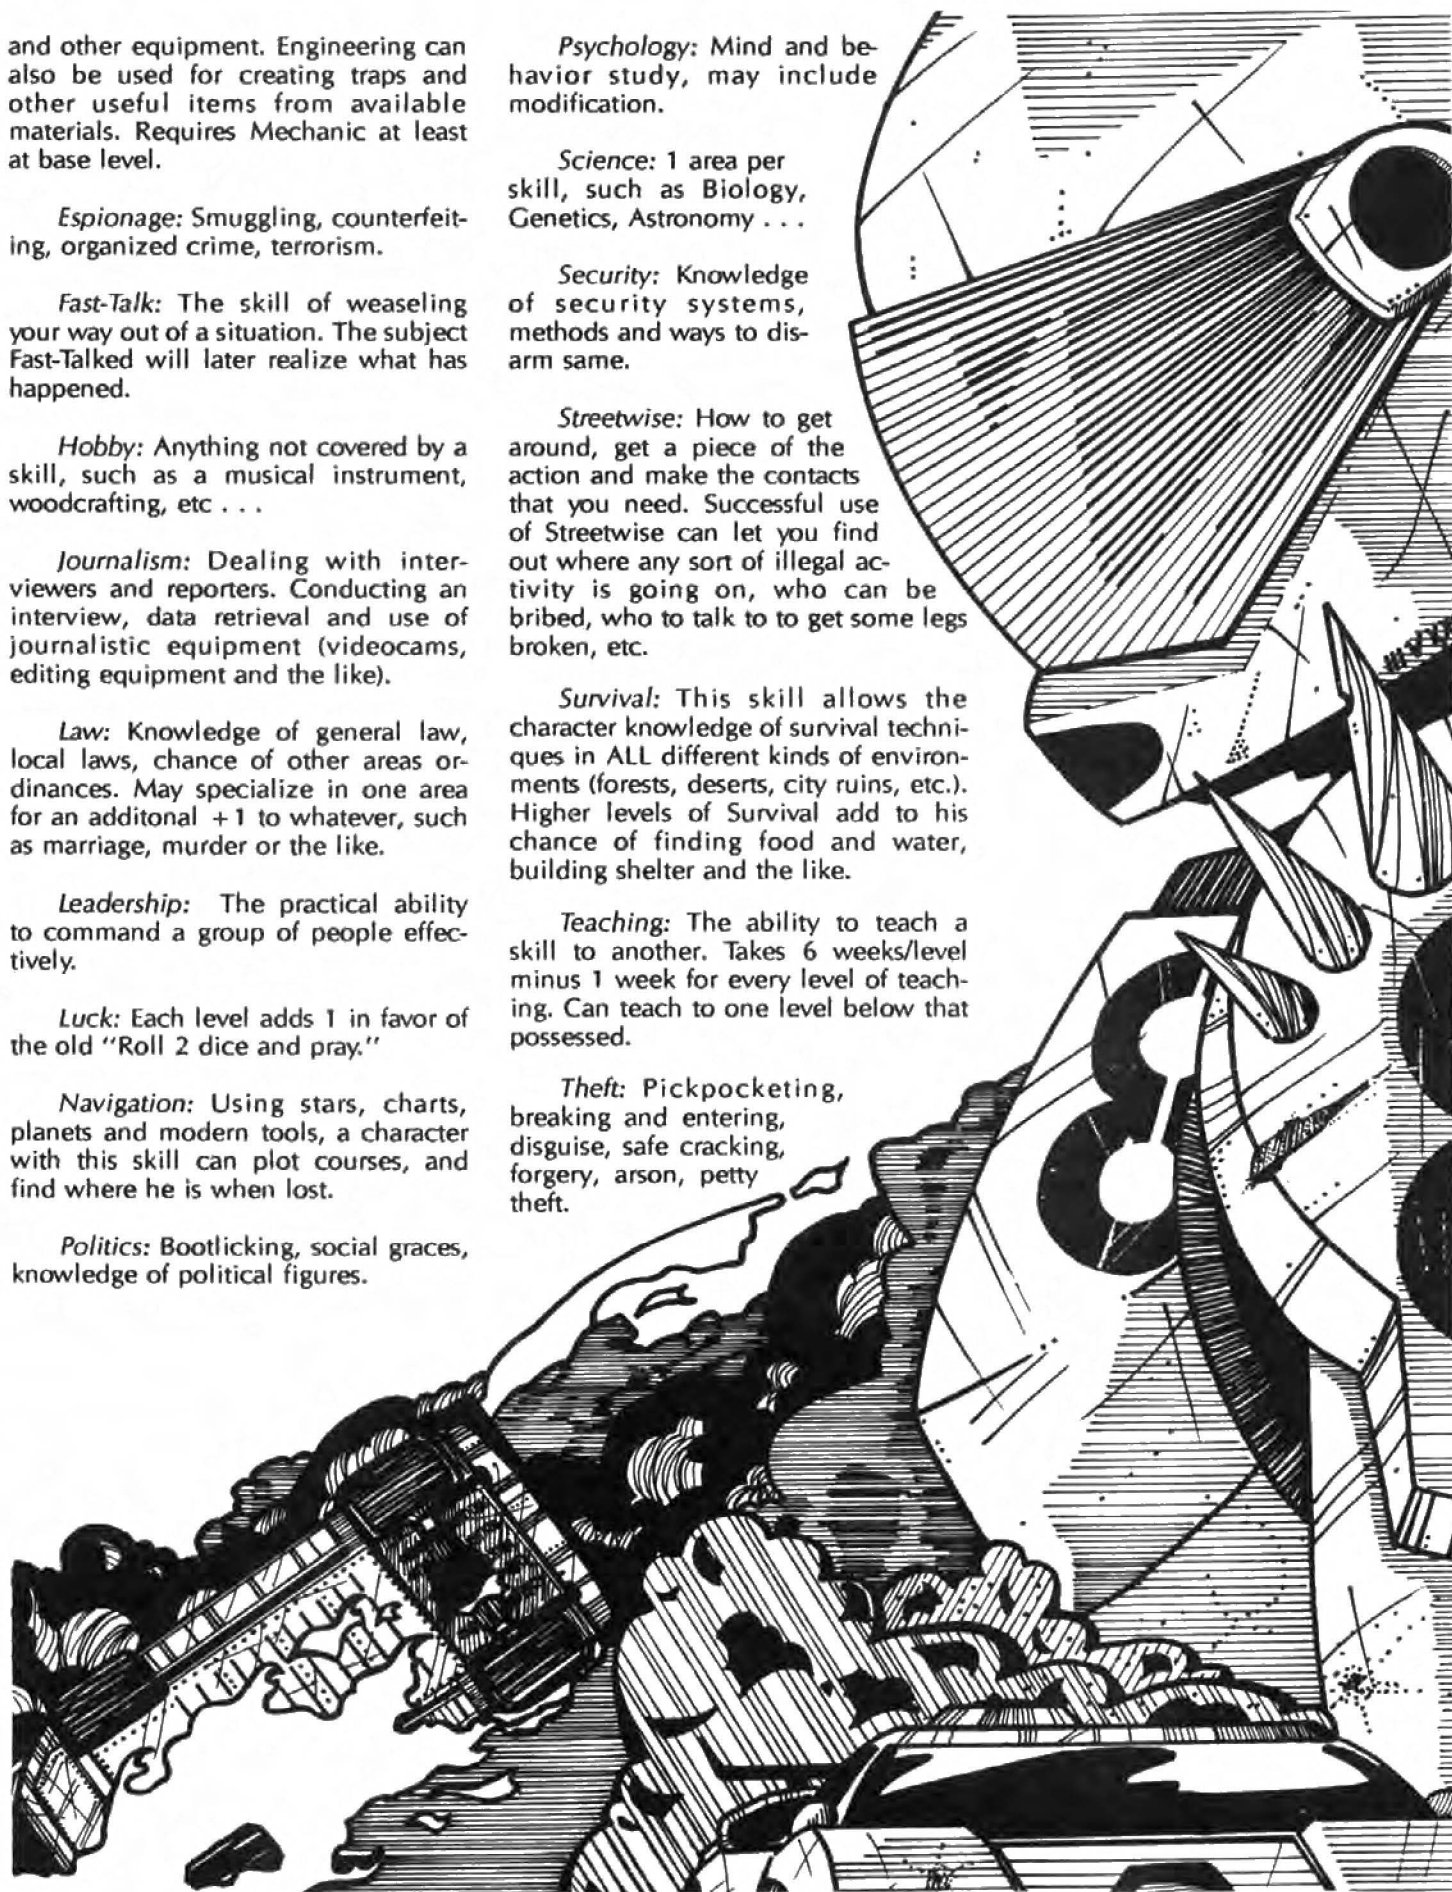 and other equipment. Engineering can
also be used for creating traps and
other useful items from available
materials. Requires Mechanic at least
at base level.
Espionage: Smuggling, counterfeit-
ing, organized crime, terrorism.
Fast-Talk: The skill of weaseling
your way out of a situation. The subject
Fast-Talked will later realize what has
happened.
Hobby: Anything not covered by a
skill, such as a musical instrument,
woodcrafting, etc . . .
Journalism: Dealing with inter-
viewers and reporters. Conducting an
interview, data retrieval and use of
journalistic equipment (videocams,
editing equipment and the like).
Law: Knowledge of general law,
local laws, chance of other areas or-
dinances. May specialize in one area
for an additonal +1 to whatever, such
as marriage, murder or the like.
Leadership: The practical ability
to command a group of people effec-
tively.
Luck: Each level adds 1 in favor of
the old "Roll 2 dice and pray."
Navigation: Using stars, charts,
planets and modern tools, a character
with this skill can plot courses, and
find where he is when lost.
Politics: Bootlicking, social graces,
knowledge of political figures.
Psychology: Mind and be-
havior study, may include
modification.
Science: 1 area per
skill, such as Biology,
Genetics, Astronomy . . .
Security: Knowledge
of security systems,
methods and ways to dis-
arm same.
Streetwise: How to get
around, get a piece of the
action and make the contacts
that you need. Successful use
of Streetwise can let you find
out where any sort of illegal ac-
tivity is going on, who can be
bribed, who to talk to to get some legs
broken, etc.
Survival: This skill allows the
character knowledge of survival techni-
ques in ALL different kinds of environ-
ments (forests, deserts, city ruins, etc.).
Higher levels of Survival add to his
chance of finding food and water,
building shelter and the like.
Teaching: The ability to teach a
skill to another. Takes 6 weeks/level
minus 1 week for every level of teach-
ing. Can teach to one level below that
possessed.
Theft: Pickpocketing,
breaking and entering,
disguise, safe cracking,
forgery, arson, petty
theft.